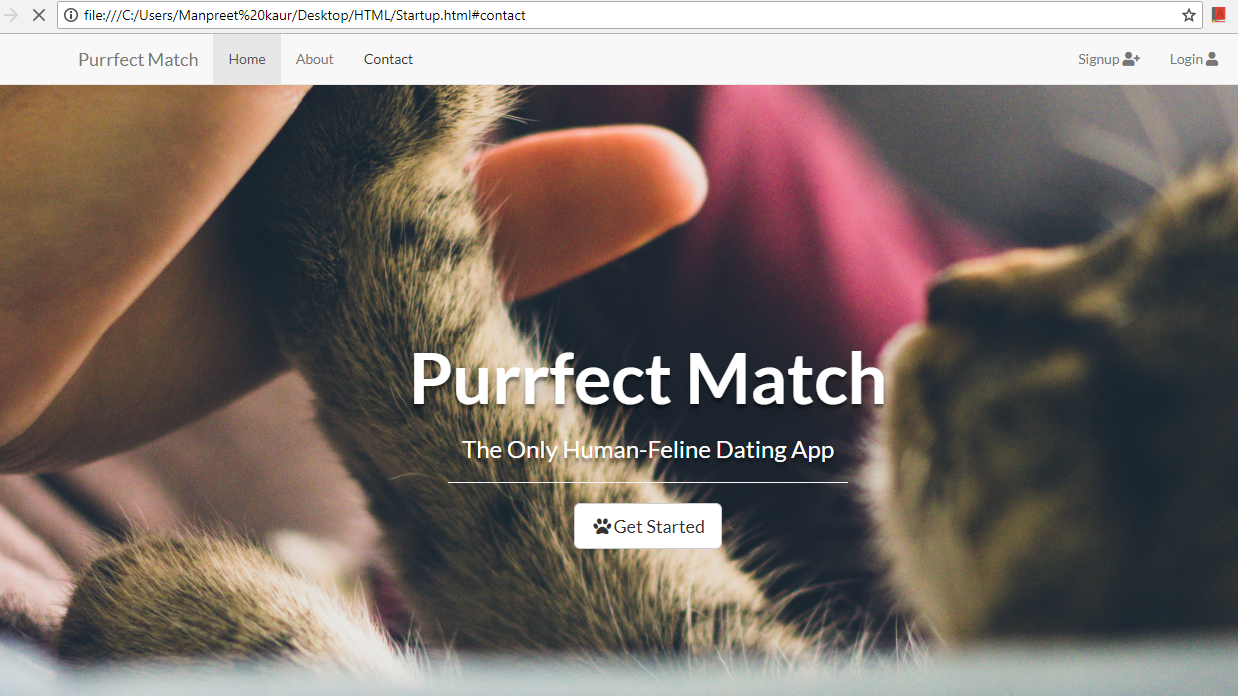 file:///C:/Users/Manpreet%20kaur/Desktop/HTML/Startup.html#contact
Purrfect Match Home About Contact Signup Login
Purrfect Match
The Only Human-Feline Dating App
Get Started